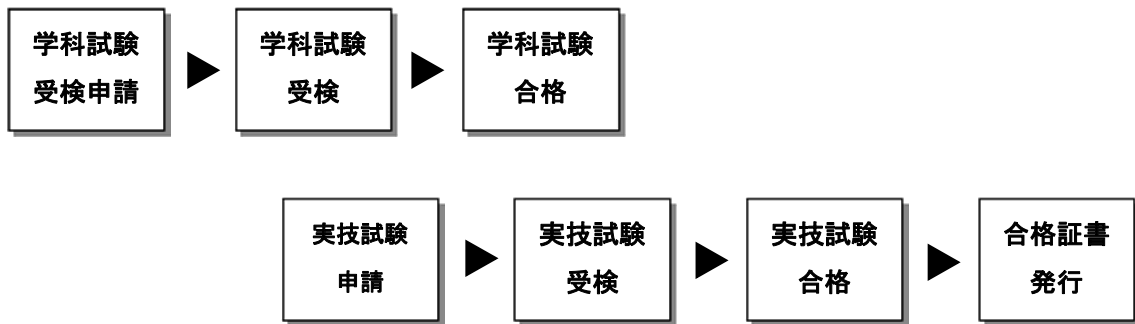 学科試験
受検申請
学科試験
受検
学科試験
合格
実技試験
申請
実技試験
受検
実技試験
合格
合格証書
発行